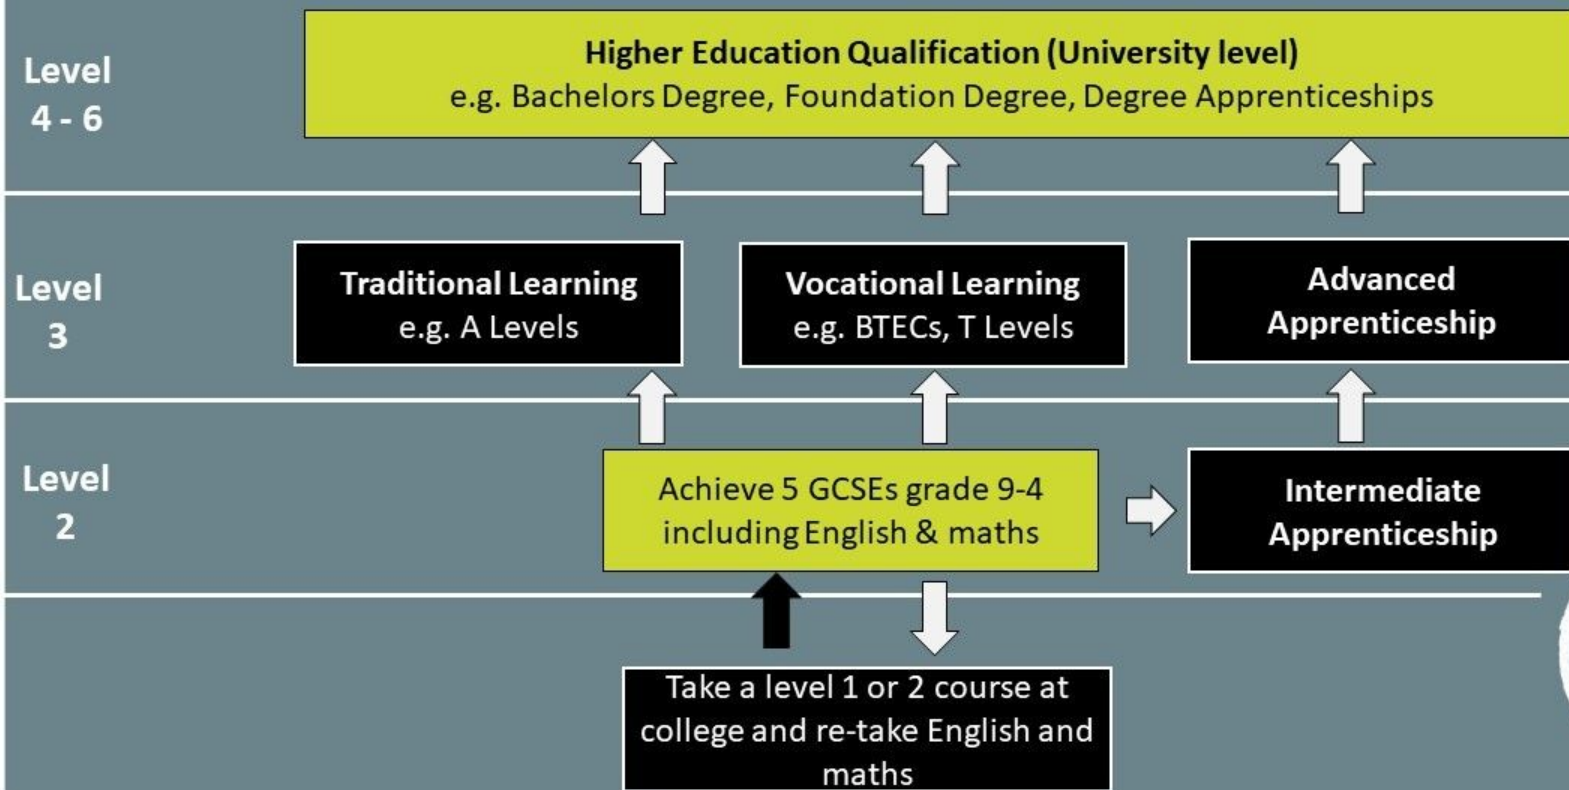 Level
4 - 6
Higher Education Qualification (University level)
e.g. Bachelors Degree, Foundation Degree, Degree Apprenticeships
Level
3
Traditional Learning
e.g. A Levels
Vocational Learning
e.g. BTECs, T Levels
Advanced
Apprenticeship
Level
2
Achieve 5 GCSEs grade 9-4
including English & maths
Intermediate
Apprenticeship
Take a level 1 or 2 course at
college and re-take English and
maths